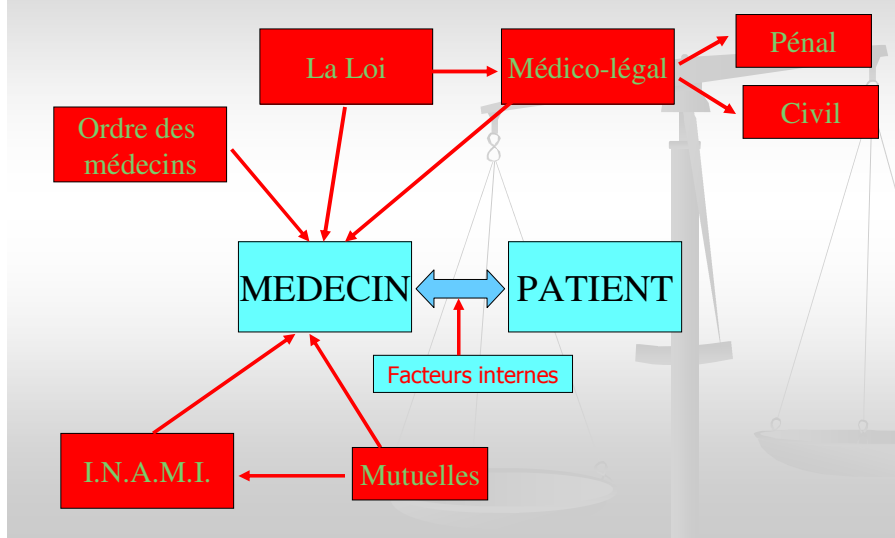 Pénal
La Loi
Médico-légal
Civil
Ordre des
médecins
MEDECIN
PATIENT
Facteurs internes
I.N.A.M.I.
Mutuelles